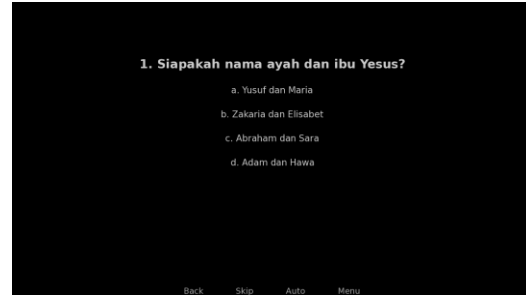 1. Siapakah nama ayah dan ibu Yesus?
a. Yusuf dan Maria
b. Zakaria dan Elisabet
c. Abraham dan Sara
d. Adam dan Hawa
Back Skip Auto Menu